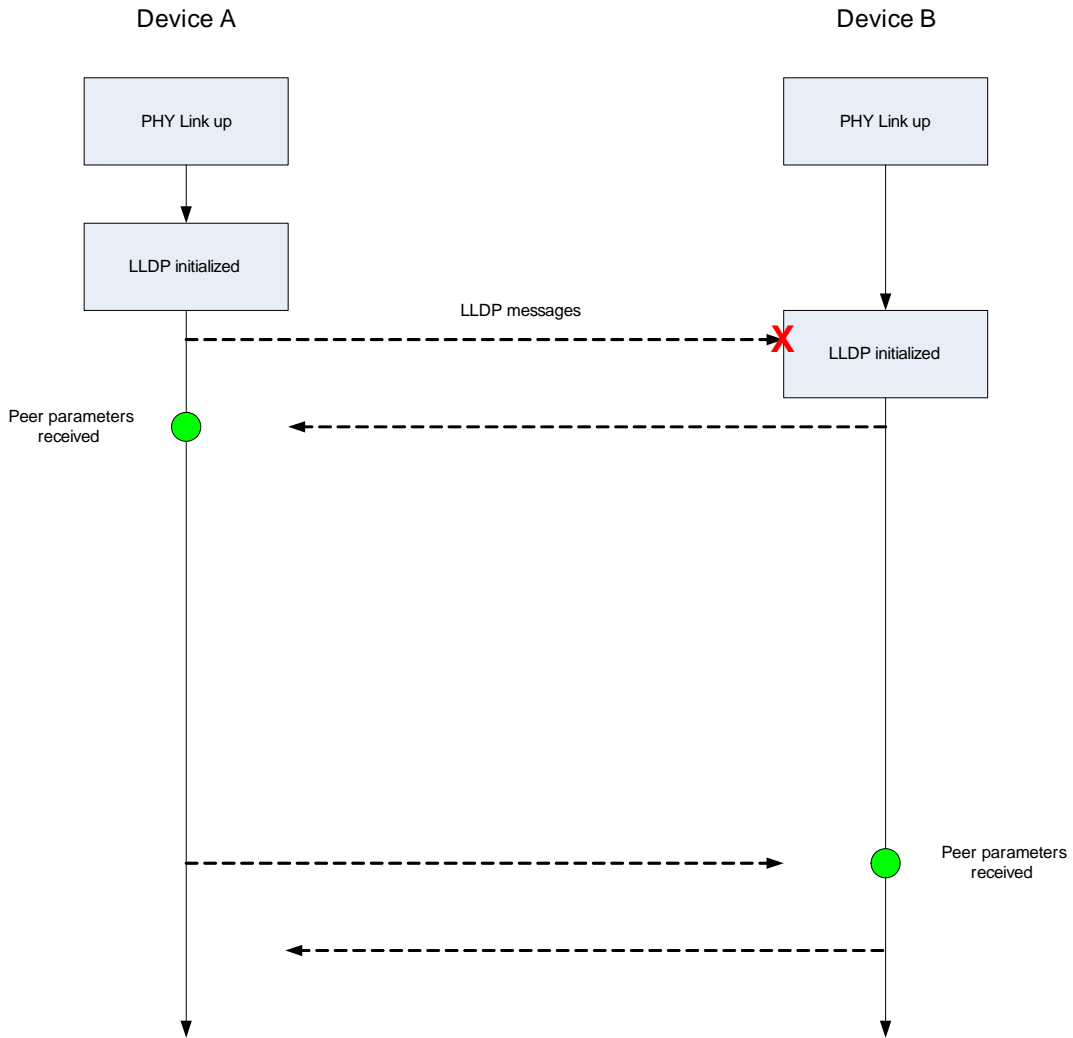 Device A
Device B
PHY Link up
PHY Link up
LLDP initialized
LLDP messages
LLDP initialized
X
Peer parameters
received
Peer parameters
received